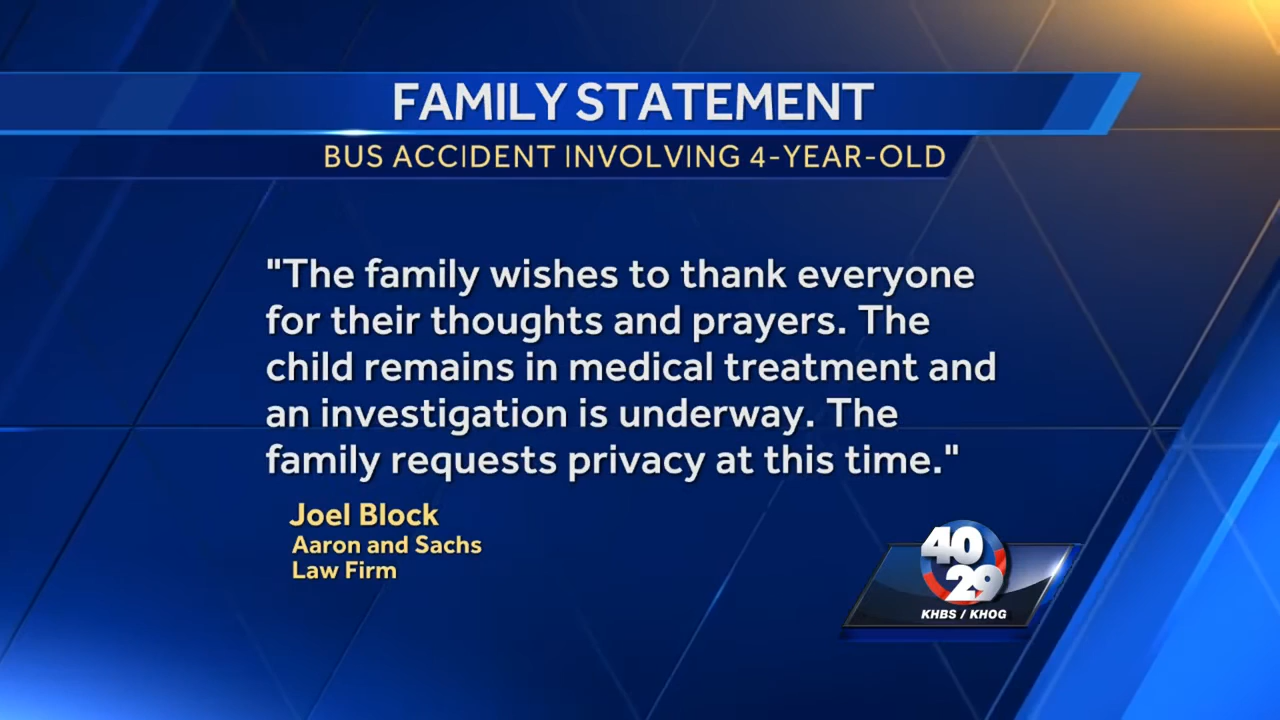 FAMILY STATEMENT
BUS ACCIDENT INVOLVING 4-YEAR-OLD
"The family wishes to thank everyone
for their thoughts and prayers. The
child remains in medical treatment and
an investigation is underway. The
family requests privacy at this time."
Joel Block
Aaron and Sachs
Law Firm
40
29
KHBS / KHOG